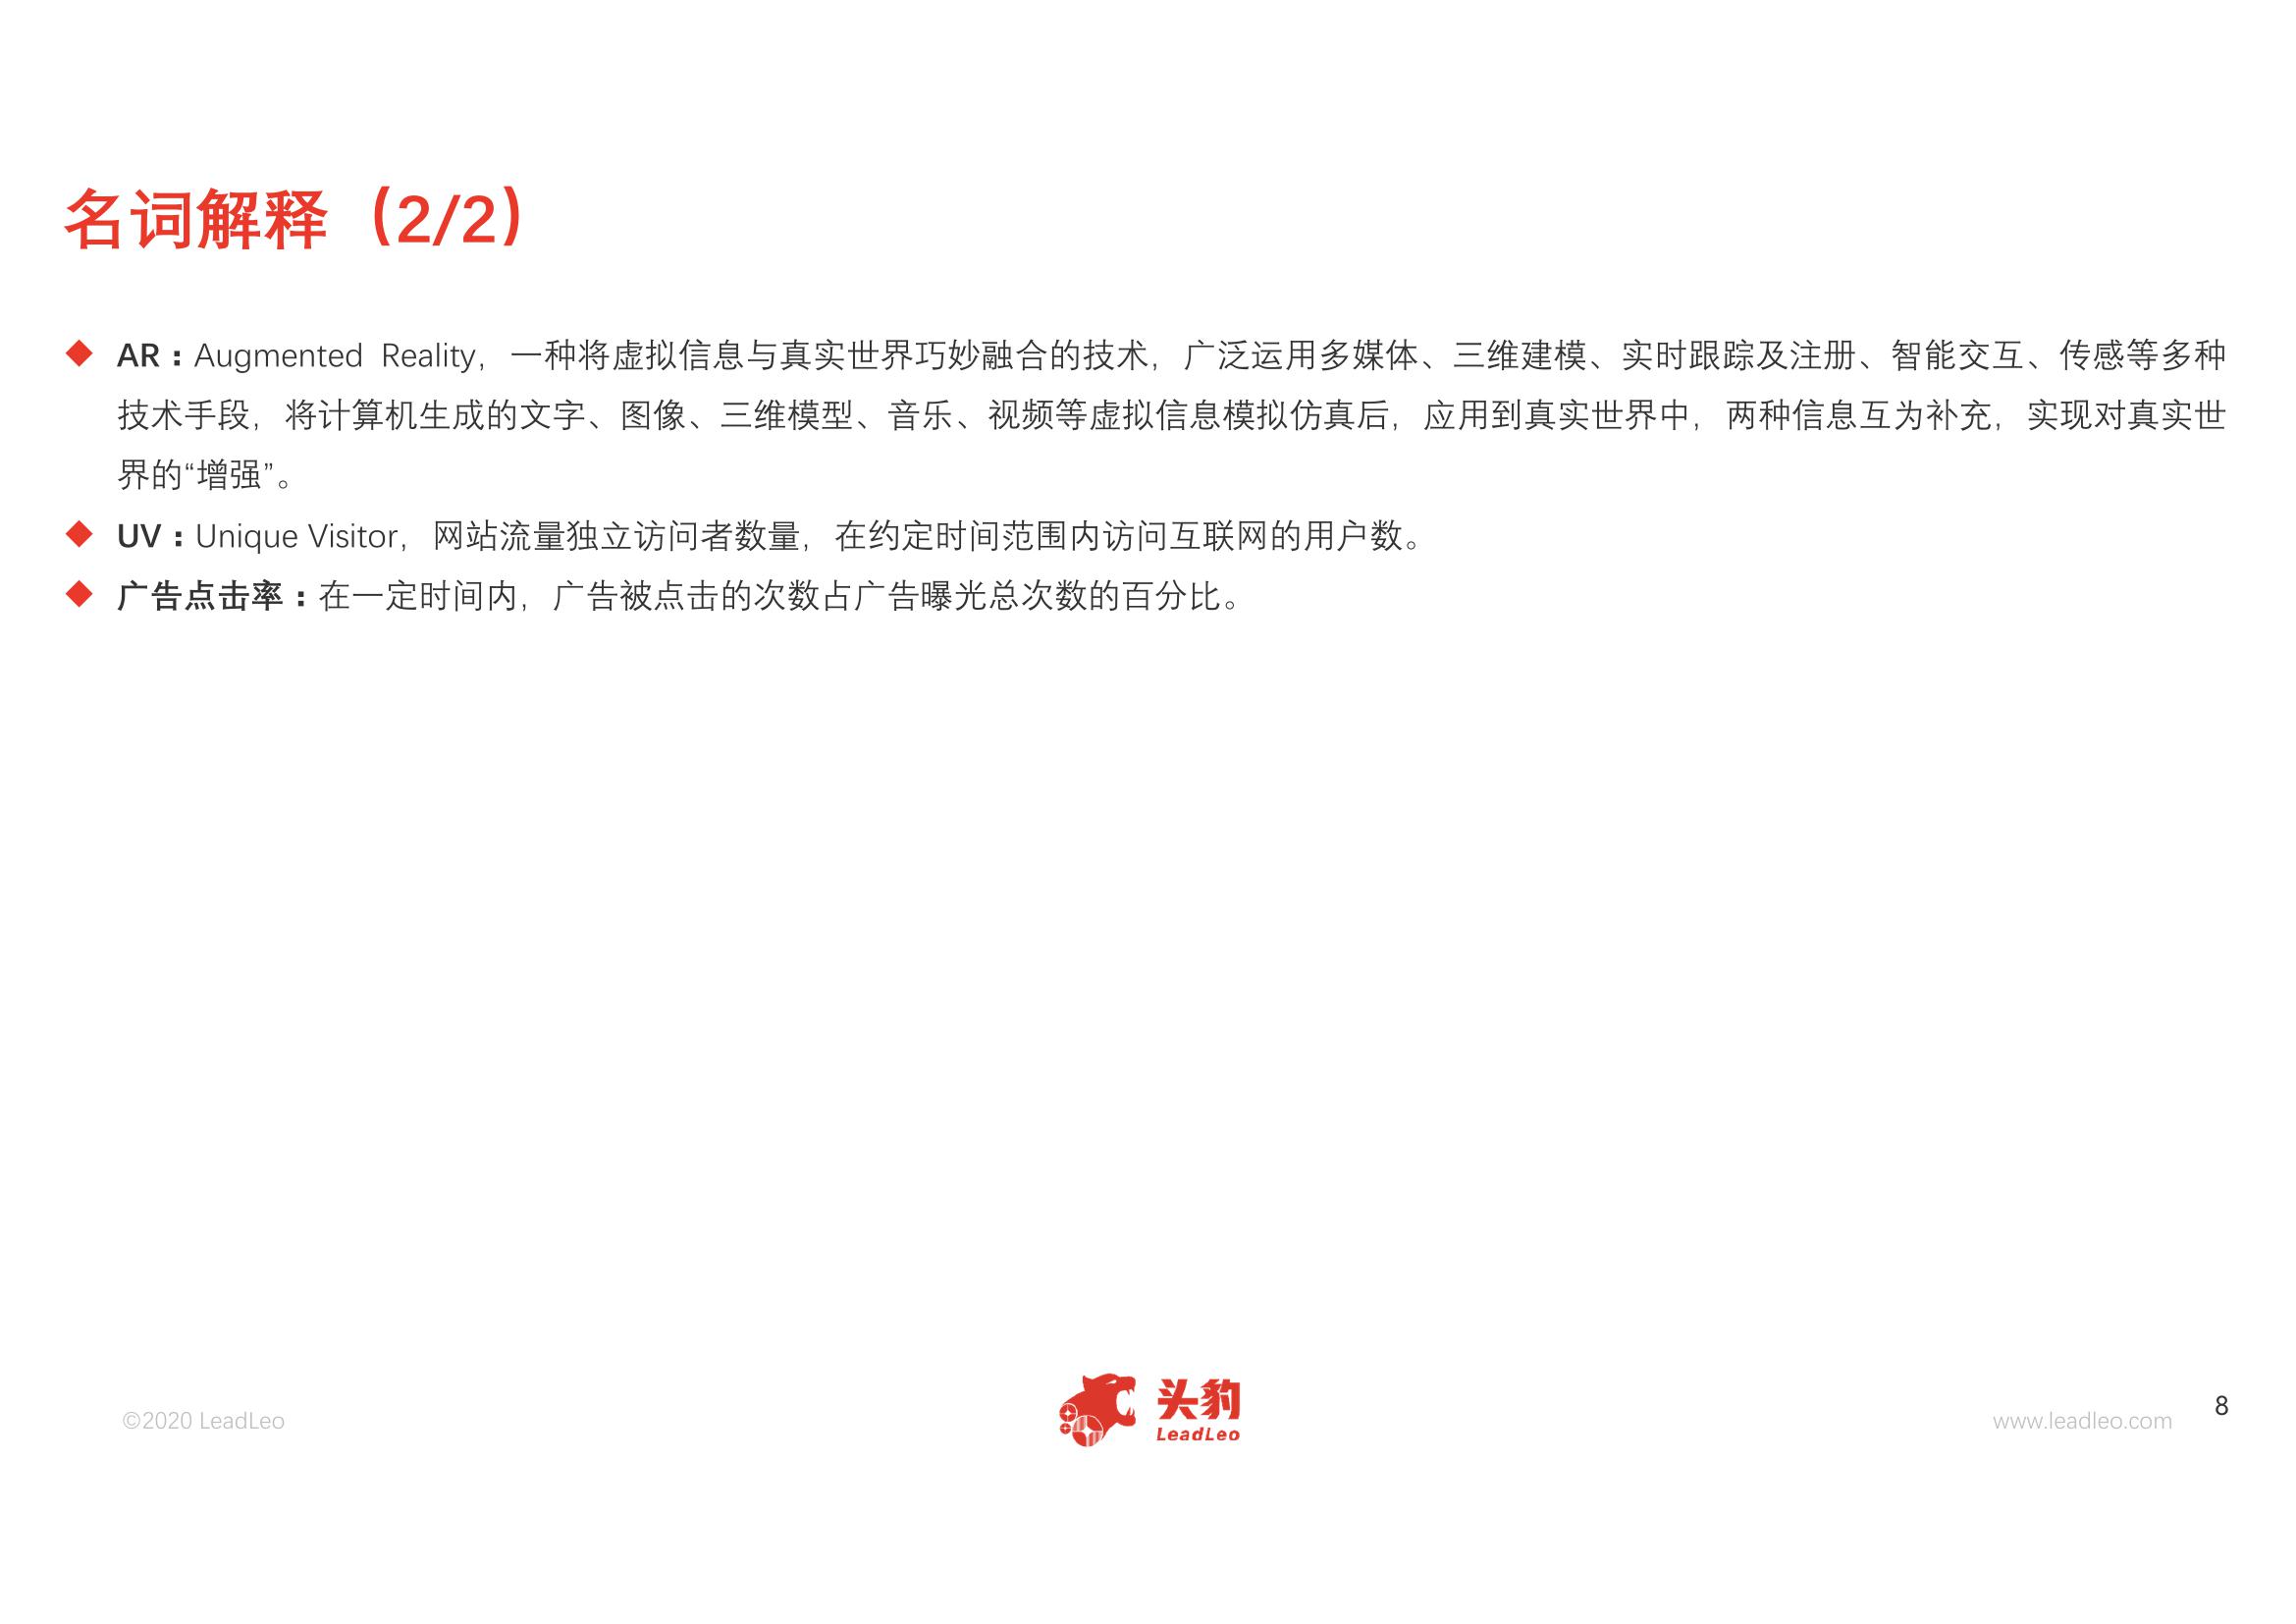 名词解释（2/2）
AR：Augmented Reality，一种将虚拟信息与真实世界巧妙融合的技术，广泛运用多媒体、三维建模、实时跟踪及注册、智能交互、传感等多种
技术手段，将计算机生成的文字、图像、三维模型、音乐、视频等虚拟信息模拟仿真后，应用到真实世界中，两种信息互为补充，实现对真实世
界的“增强”。
UV：Unique Visitor，网站流量独立访问者数量，在约定时间范围内访问互联网的用户数。
广告点击率：在一定时间内，广告被点击的次数占广告曝光总次数的百分比。
©2020 LeadLeo
头豹
LeadLeo
www.leadleo.com
8